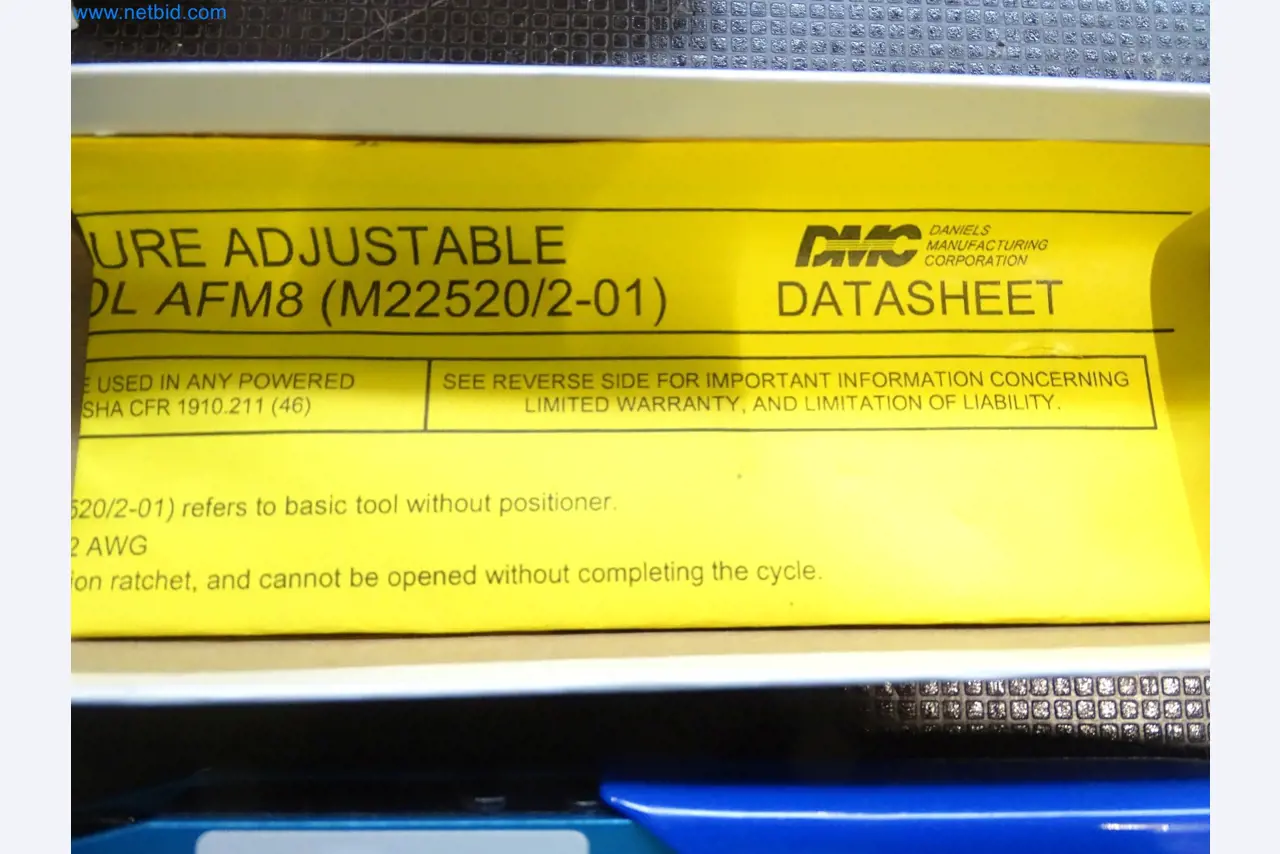 www.netbid.com
URE ADJUSTABLE
OL AFM8 (M22520/2-01)
DMC DANIELS
MANUFACTURING
CORPORATION
DATASHEET
E USED IN ANY POWERED
SHA CFR 1910.211 (46)
SEE REVERSE SIDE FOR IMPORTANT INFORMATION CONCERNING
LIMITED WARRANTY, AND LIMITATION OF LIABILITY.
520/2-01) refers to basic tool without positioner.
2 AWG
ion ratchet, and cannot be opened without completing the cycle.